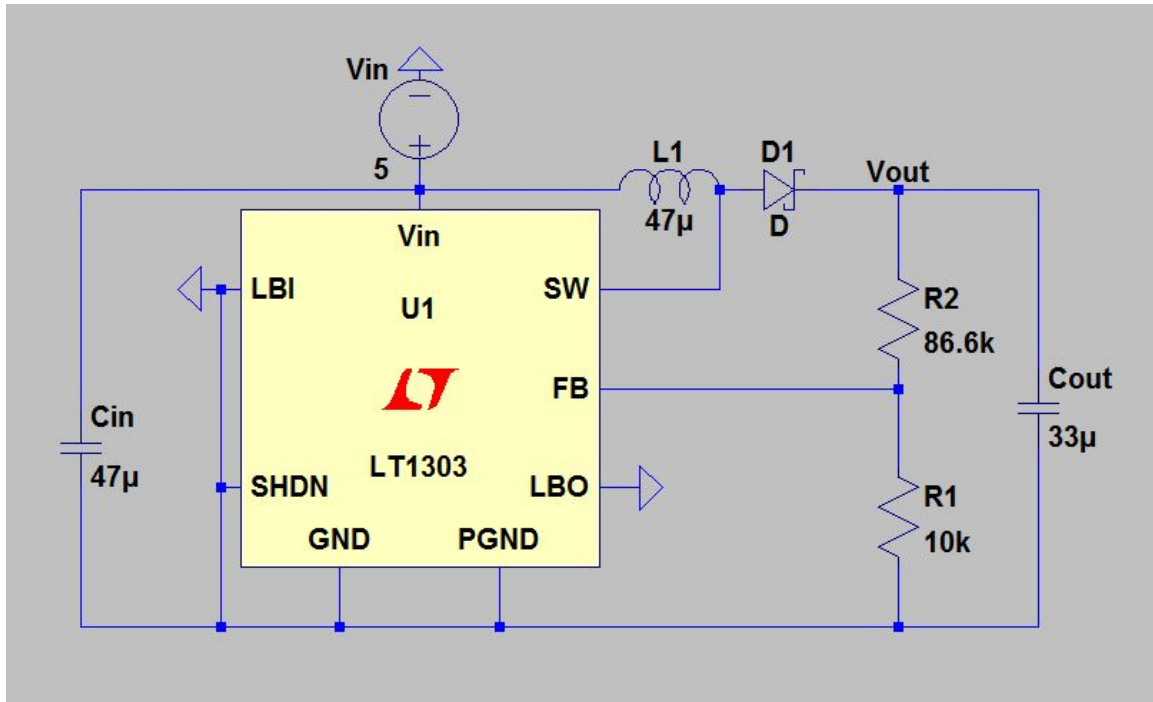 Vin
5
L1
47µ
D1
D
Vout
Vin
LBI
SW
U1
R2
86.6k
FB
Cin
47µ
LT1303
Cout
33µ
SHDN
LBO
R1
10k
GND
PGND